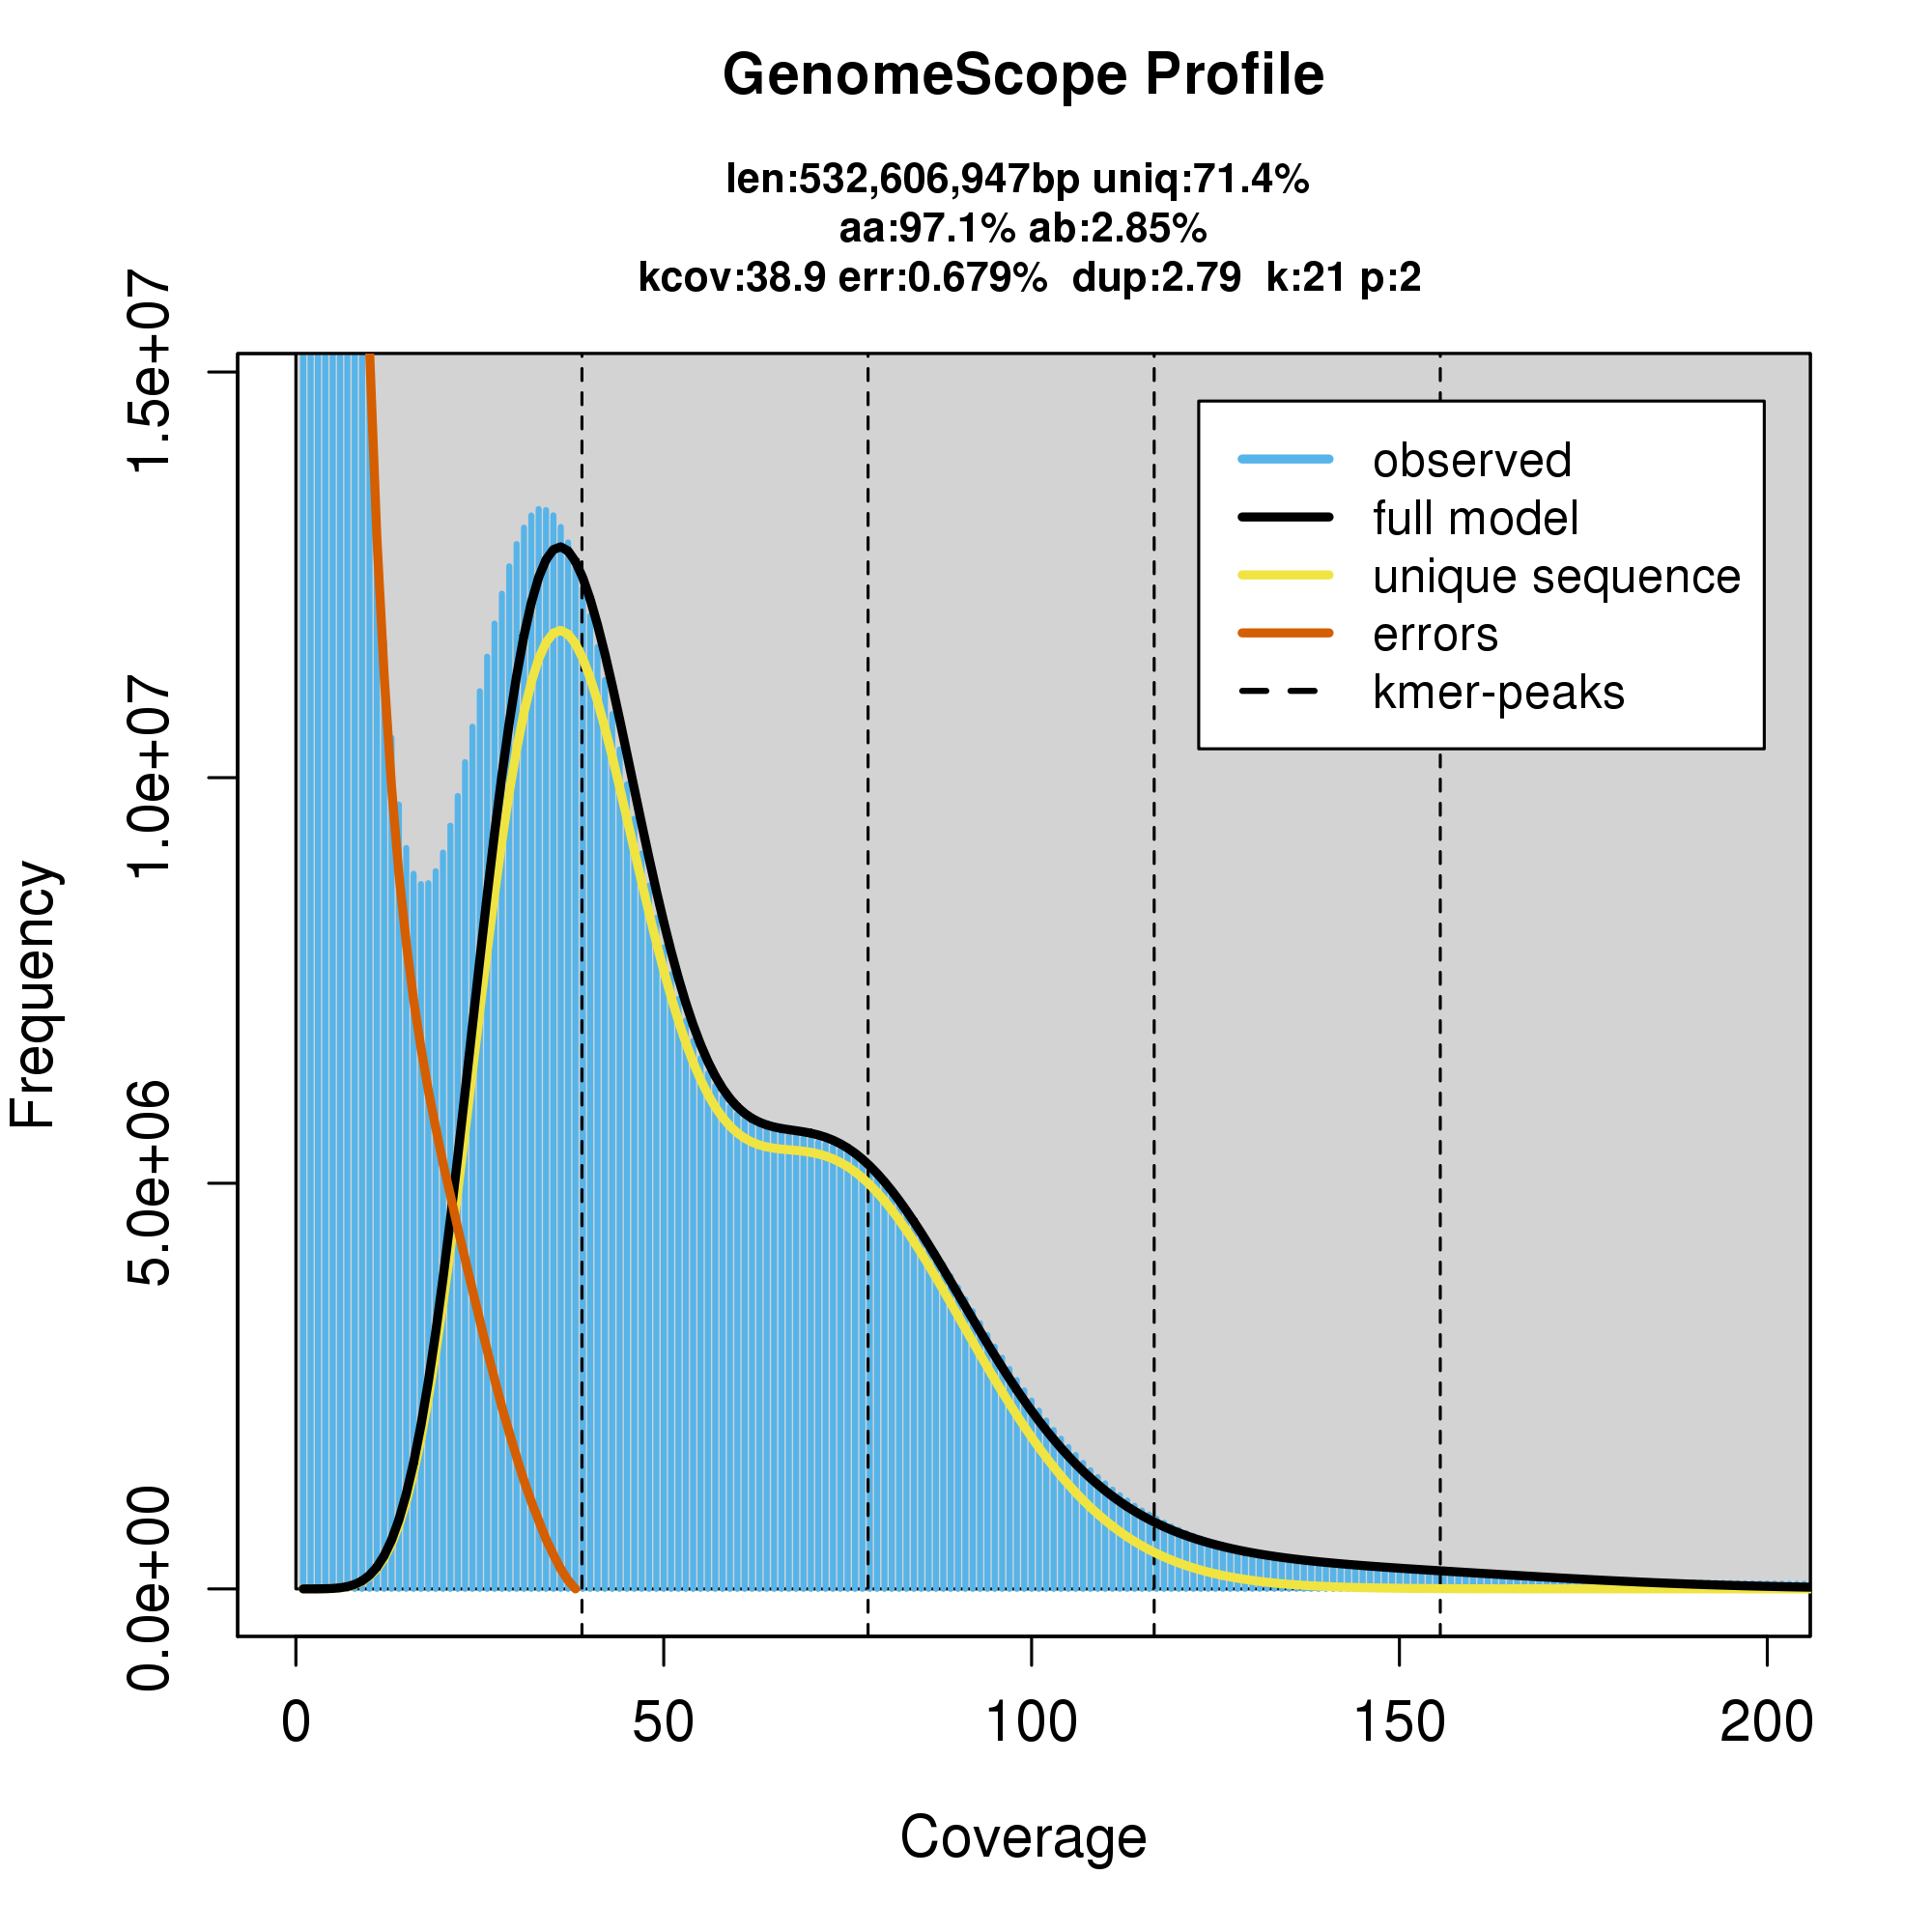 GenomeScope Profile
len:532,606,947bp uniq:71.4%
aa:97.1% ab:2.85%
kcov:38.9 err:0.679% dup:2.79 k:21 p:2
observed
full model
unique sequence
errors
kmer-peaks
Frequency
1.5e+07
1.0e+07
5.0e+06
0.0e+00
0 50 100 150 200
Coverage